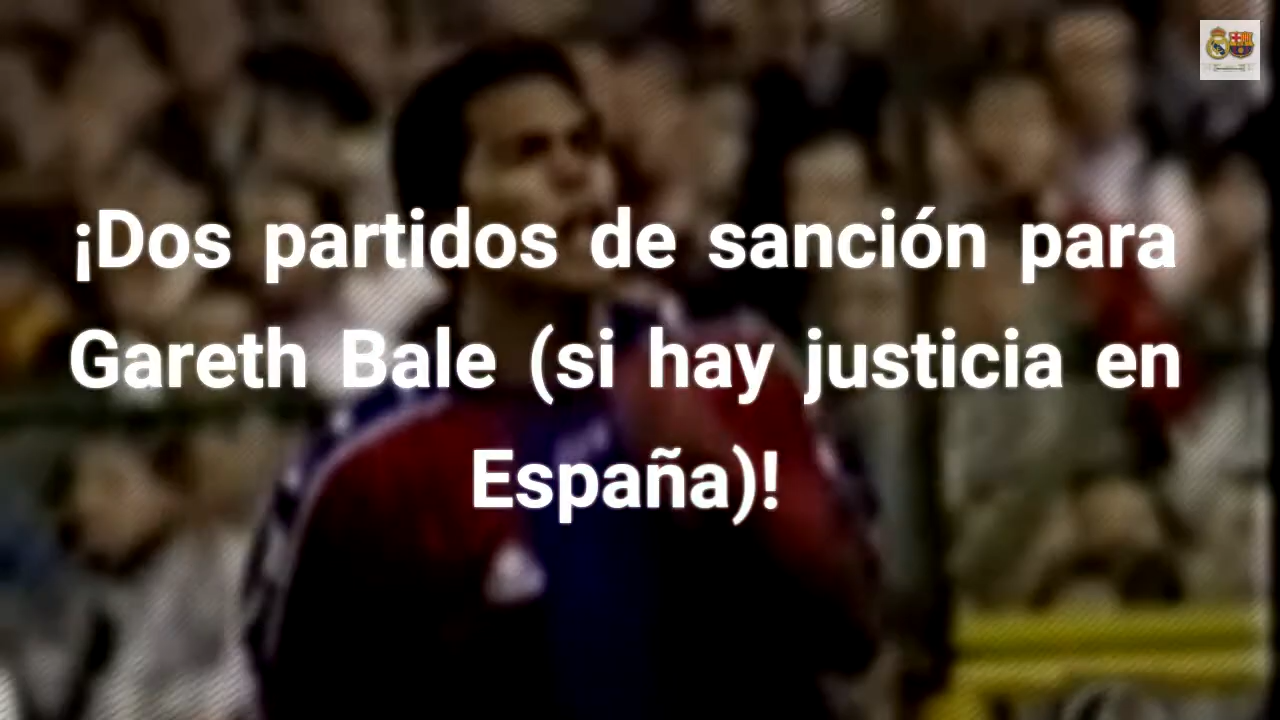 ¡Dos partidos de sanción para
Gareth Bale (si hay justicia en
España)!